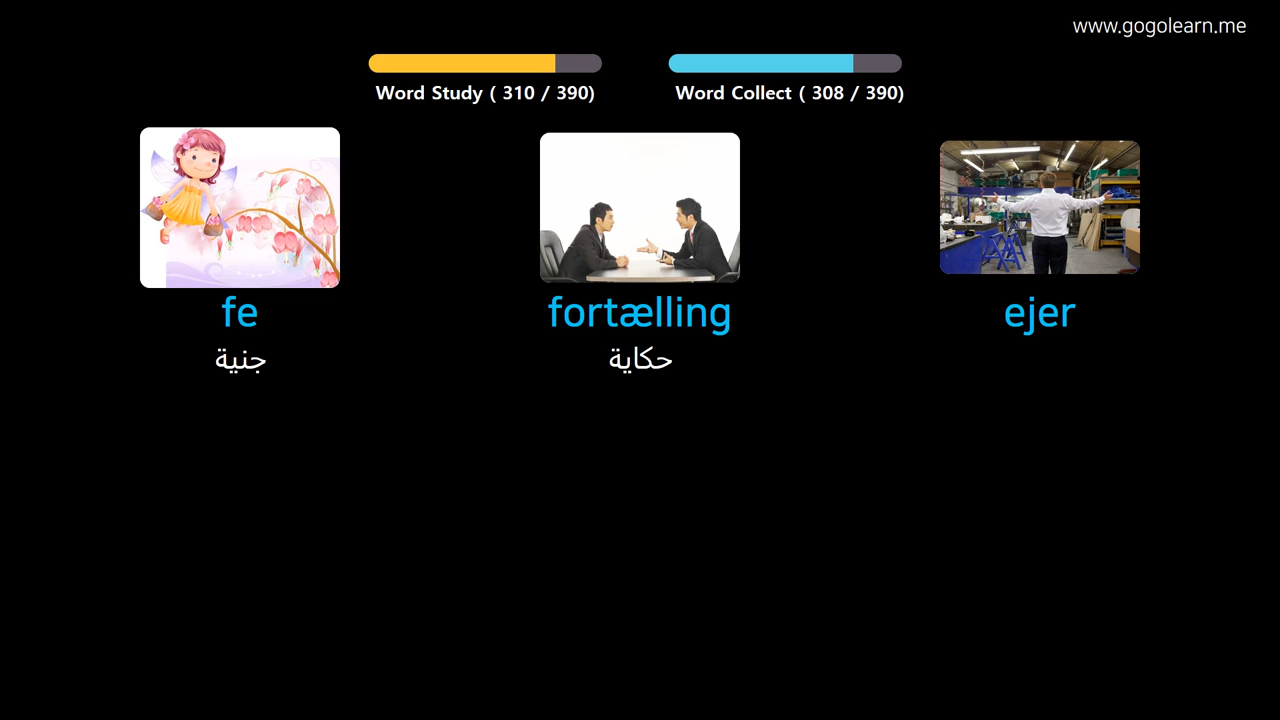 www.gogolearn.me
Word Study ( 310 / 390)
Word Collect ( 308 / 390)
fe
fortælling
ejer
جنية
حكاية